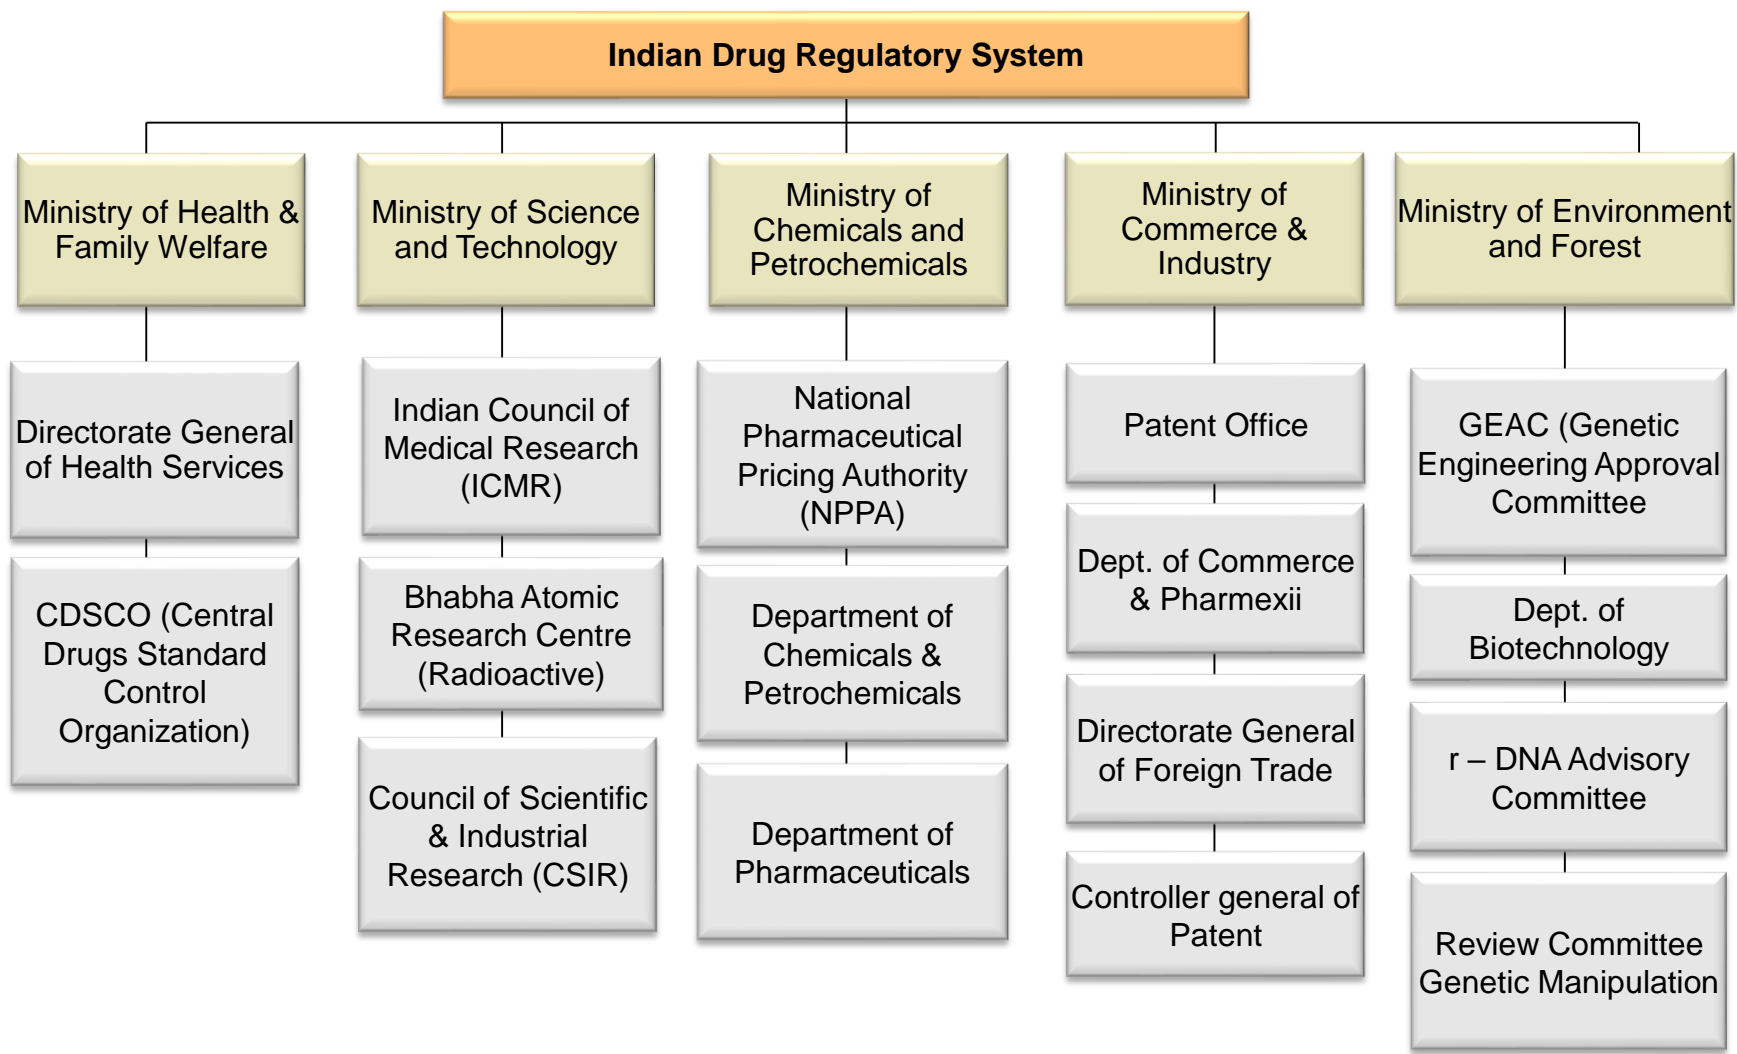 Indian Drug Regulatory System
Ministry of Health &
Family Welfare
Directorate General
of Health Services
CDSCO (Central
Drugs Standard
Control
Organization)
Ministry of Science
and Technology
Indian Council of
Medical Research
(ICMR)
Bhabha Atomic
Research Centre
(Radioactive)
Council of Scientific
& Industrial
Research (CSIR)
Ministry of
Chemicals and
Petrochemicals
National
Pharmaceutical
Pricing Authority
(NPPA)
Department of
Chemicals &
Petrochemicals
Department of
Pharmaceuticals
Ministry of
Commerce &
Industry
Patent Office
Dept. of Commerce
& Pharmexii
Directorate General
of Foreign Trade
Controller general of
Patent
Ministry of Environment
and Forest
GEAC (Genetic
Engineering Approval
Committee
Dept. of
Biotechnology
r – DNA Advisory
Committee
Review Committee
Genetic Manipulation